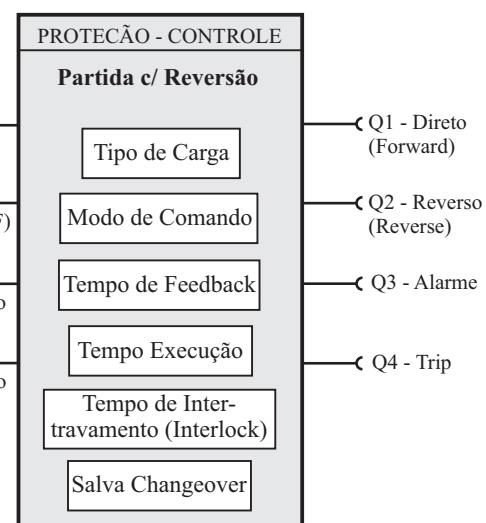 PROTECÃO - CONTROLE
Partida c/ Reversão
Tipo de Carga
Modo de Comando
Tempo de Feedback
Tempo Execução
Tempo de Inter-
travamento (Interlock)
Salva Changeover
Q1 - Direto
(Forward)
Q2 - Reverso
(Reverse)
Q3 - Alarme
Q4 - Trip